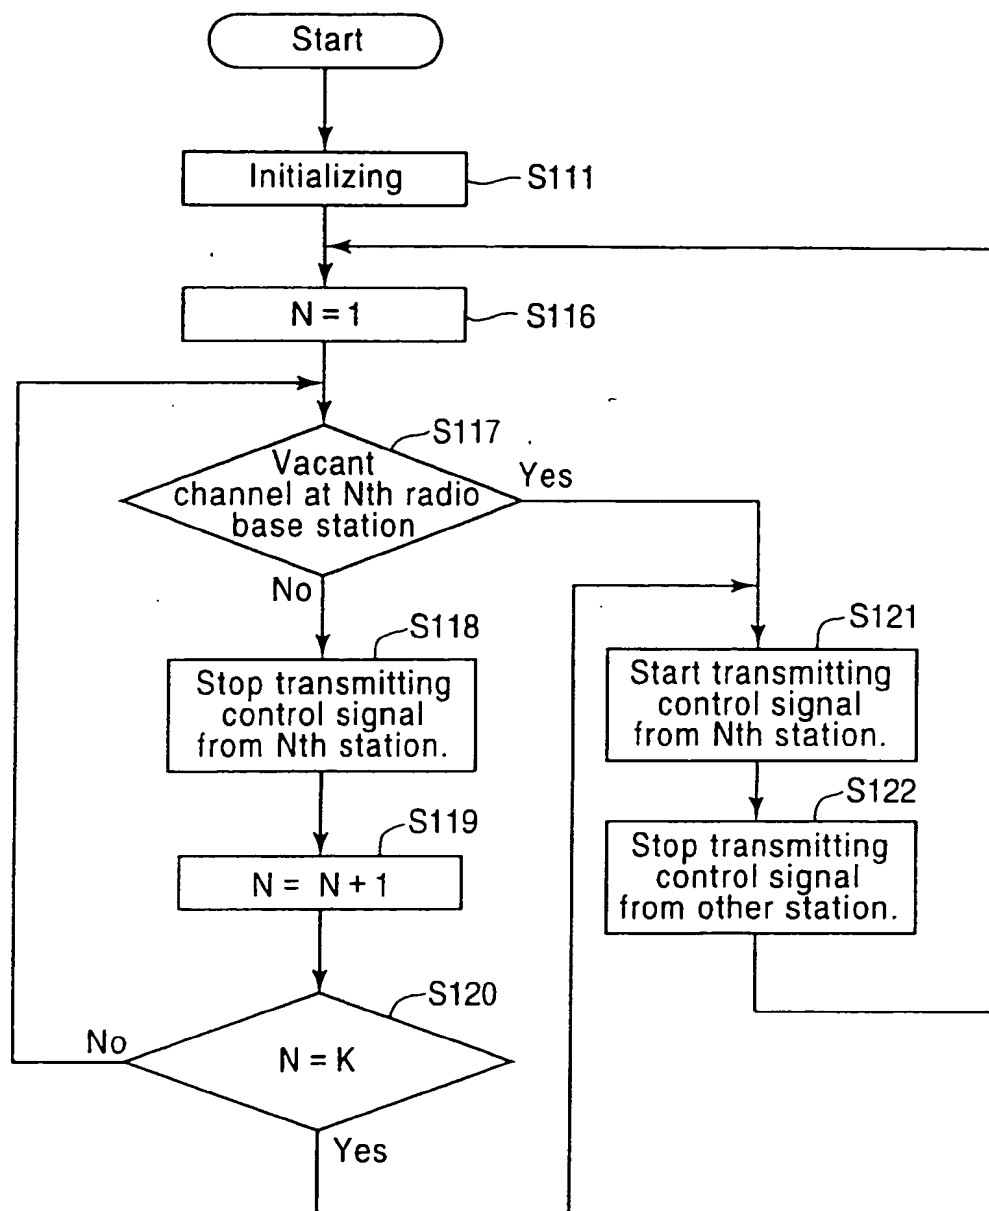 Start
Initializing
S111
N = 1
S116
S117
Vacant
channel at Nth radio
base station
Yes
No
S118
Stop transmitting
control signal
from Nth station.
S121
Start transmitting
control signal
from Nth station.
S119
N = N + 1
S122
Stop transmitting
control signal
from other station.
S120
N = K
No
Yes